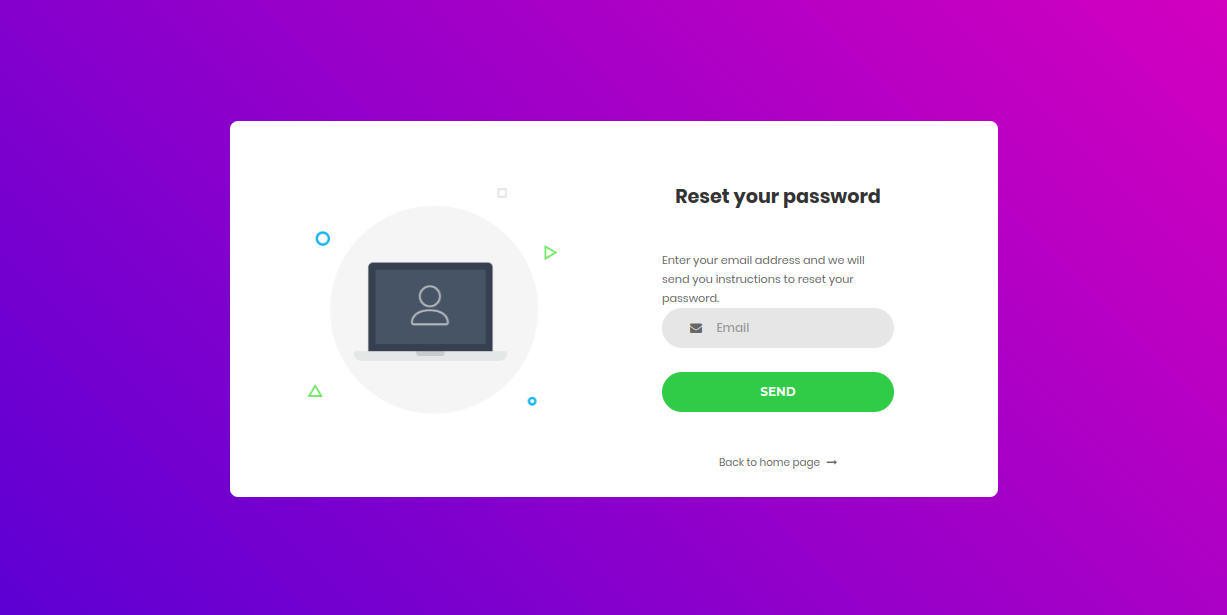 Reset your password
Enter your email address and we will
send you instructions to reset your
password.
Email
SEND
Back to home page